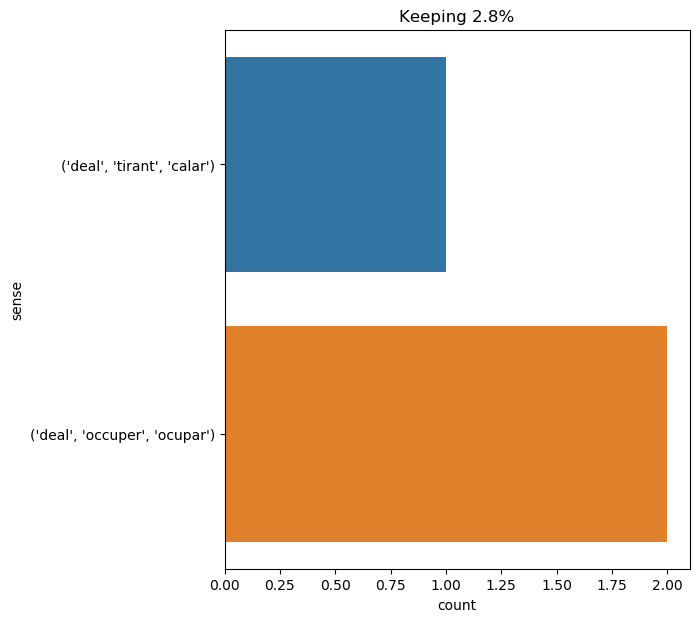 Keeping 2.8%
('deal', 'tirant', 'calar')
sense
('deal', 'occuper', 'ocupar')
0.00 0.25 0.50 0.75 1.00 1.25 1.50 1.75 2.00
count